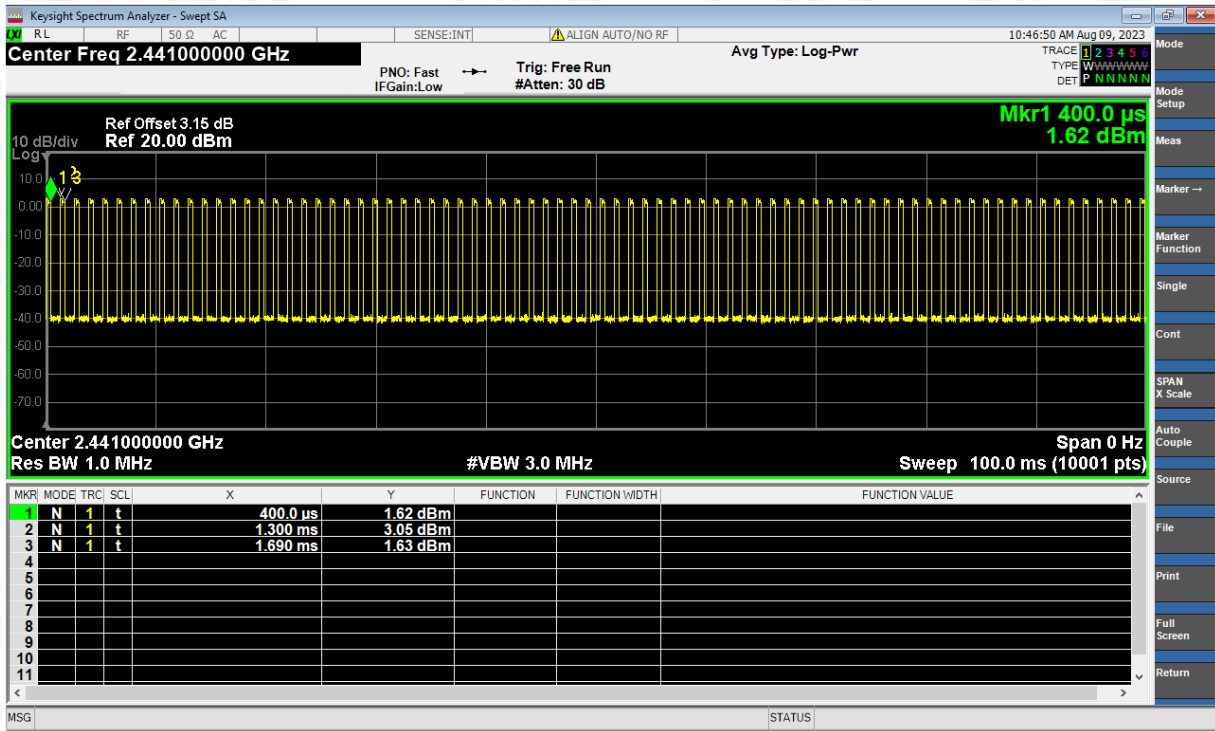 Keysight Spectrum Analyzer - Swept SA
RL RF 50 Ω AC SENSE:INT ALIGN AUTO/NO RF 10:46:50 AM Aug 09, 2023
Center Freq 2.441000000 GHz
PNO: Fast
IFGain:Low
Trig: Free Run
#Atten: 30 dB
Avg Type: Log-Pwr
TRACE 1 2 3 4 5 6
TYPE WWWWWWW
DET P N N N N N
Mkr1 400.0 µs
1.62 dBm
Ref Offset 3.15 dB
10 dB/div Ref 20.00 dBm
Log
1 2 3
10.0
0.00
-10.0
-20.0
-30.0
-40.0
-50.0
-60.0
-70.0
Center 2.441000000 GHz Span 0 Hz
Res BW 1.0 MHz #VBW 3.0 MHz Sweep 100.0 ms (10001 pts)
MKR MODE TRC SCL X Y FUNCTION FUNCTION WIDTH FUNCTION VALUE
1 N 1 t 400.0 µs 1.62 dBm
2 N 1 t 1.300 ms 3.05 dBm
3 N 1 t 1.690 ms 1.63 dBm
4
5
6
7
8
9
10
11
MSG STATUS
Mode
Mode
Setup
Meas
Marker→
Marker
Function
Single
Cont
SPAN
X Scale
Auto
Couple
Source
File
Print
Full
Screen
Return